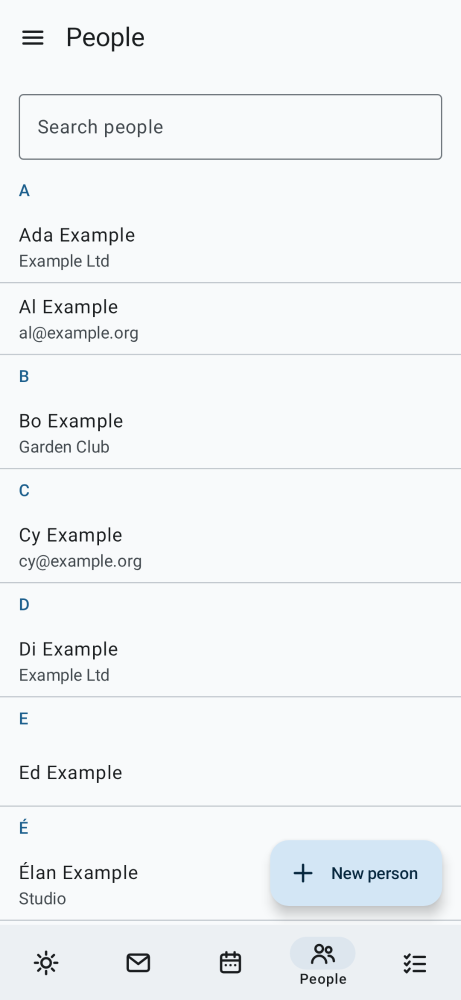 People
Search people
A
Ada Example
Example Ltd
Al Example
al@example.org
B
Bo Example
Garden Club
C
Cy Example
cy@example.org
D
Di Example
Example Ltd
E
Ed Example
É
Élan Example
Studio
New person
People